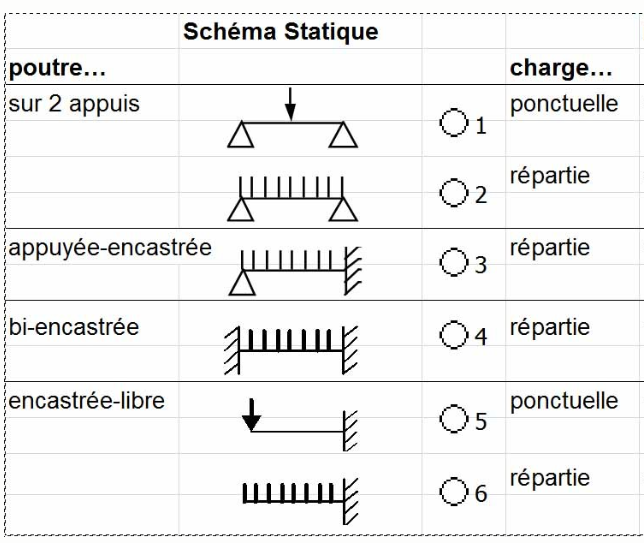 Schéma Statique
poutre... charge...
sur 2 appuis 1 ponctuelle
2 répartie
appuyée-encastrée 3 répartie
bi-encastrée 4 répartie
encastrée-libre 5 ponctuelle
6 répartie